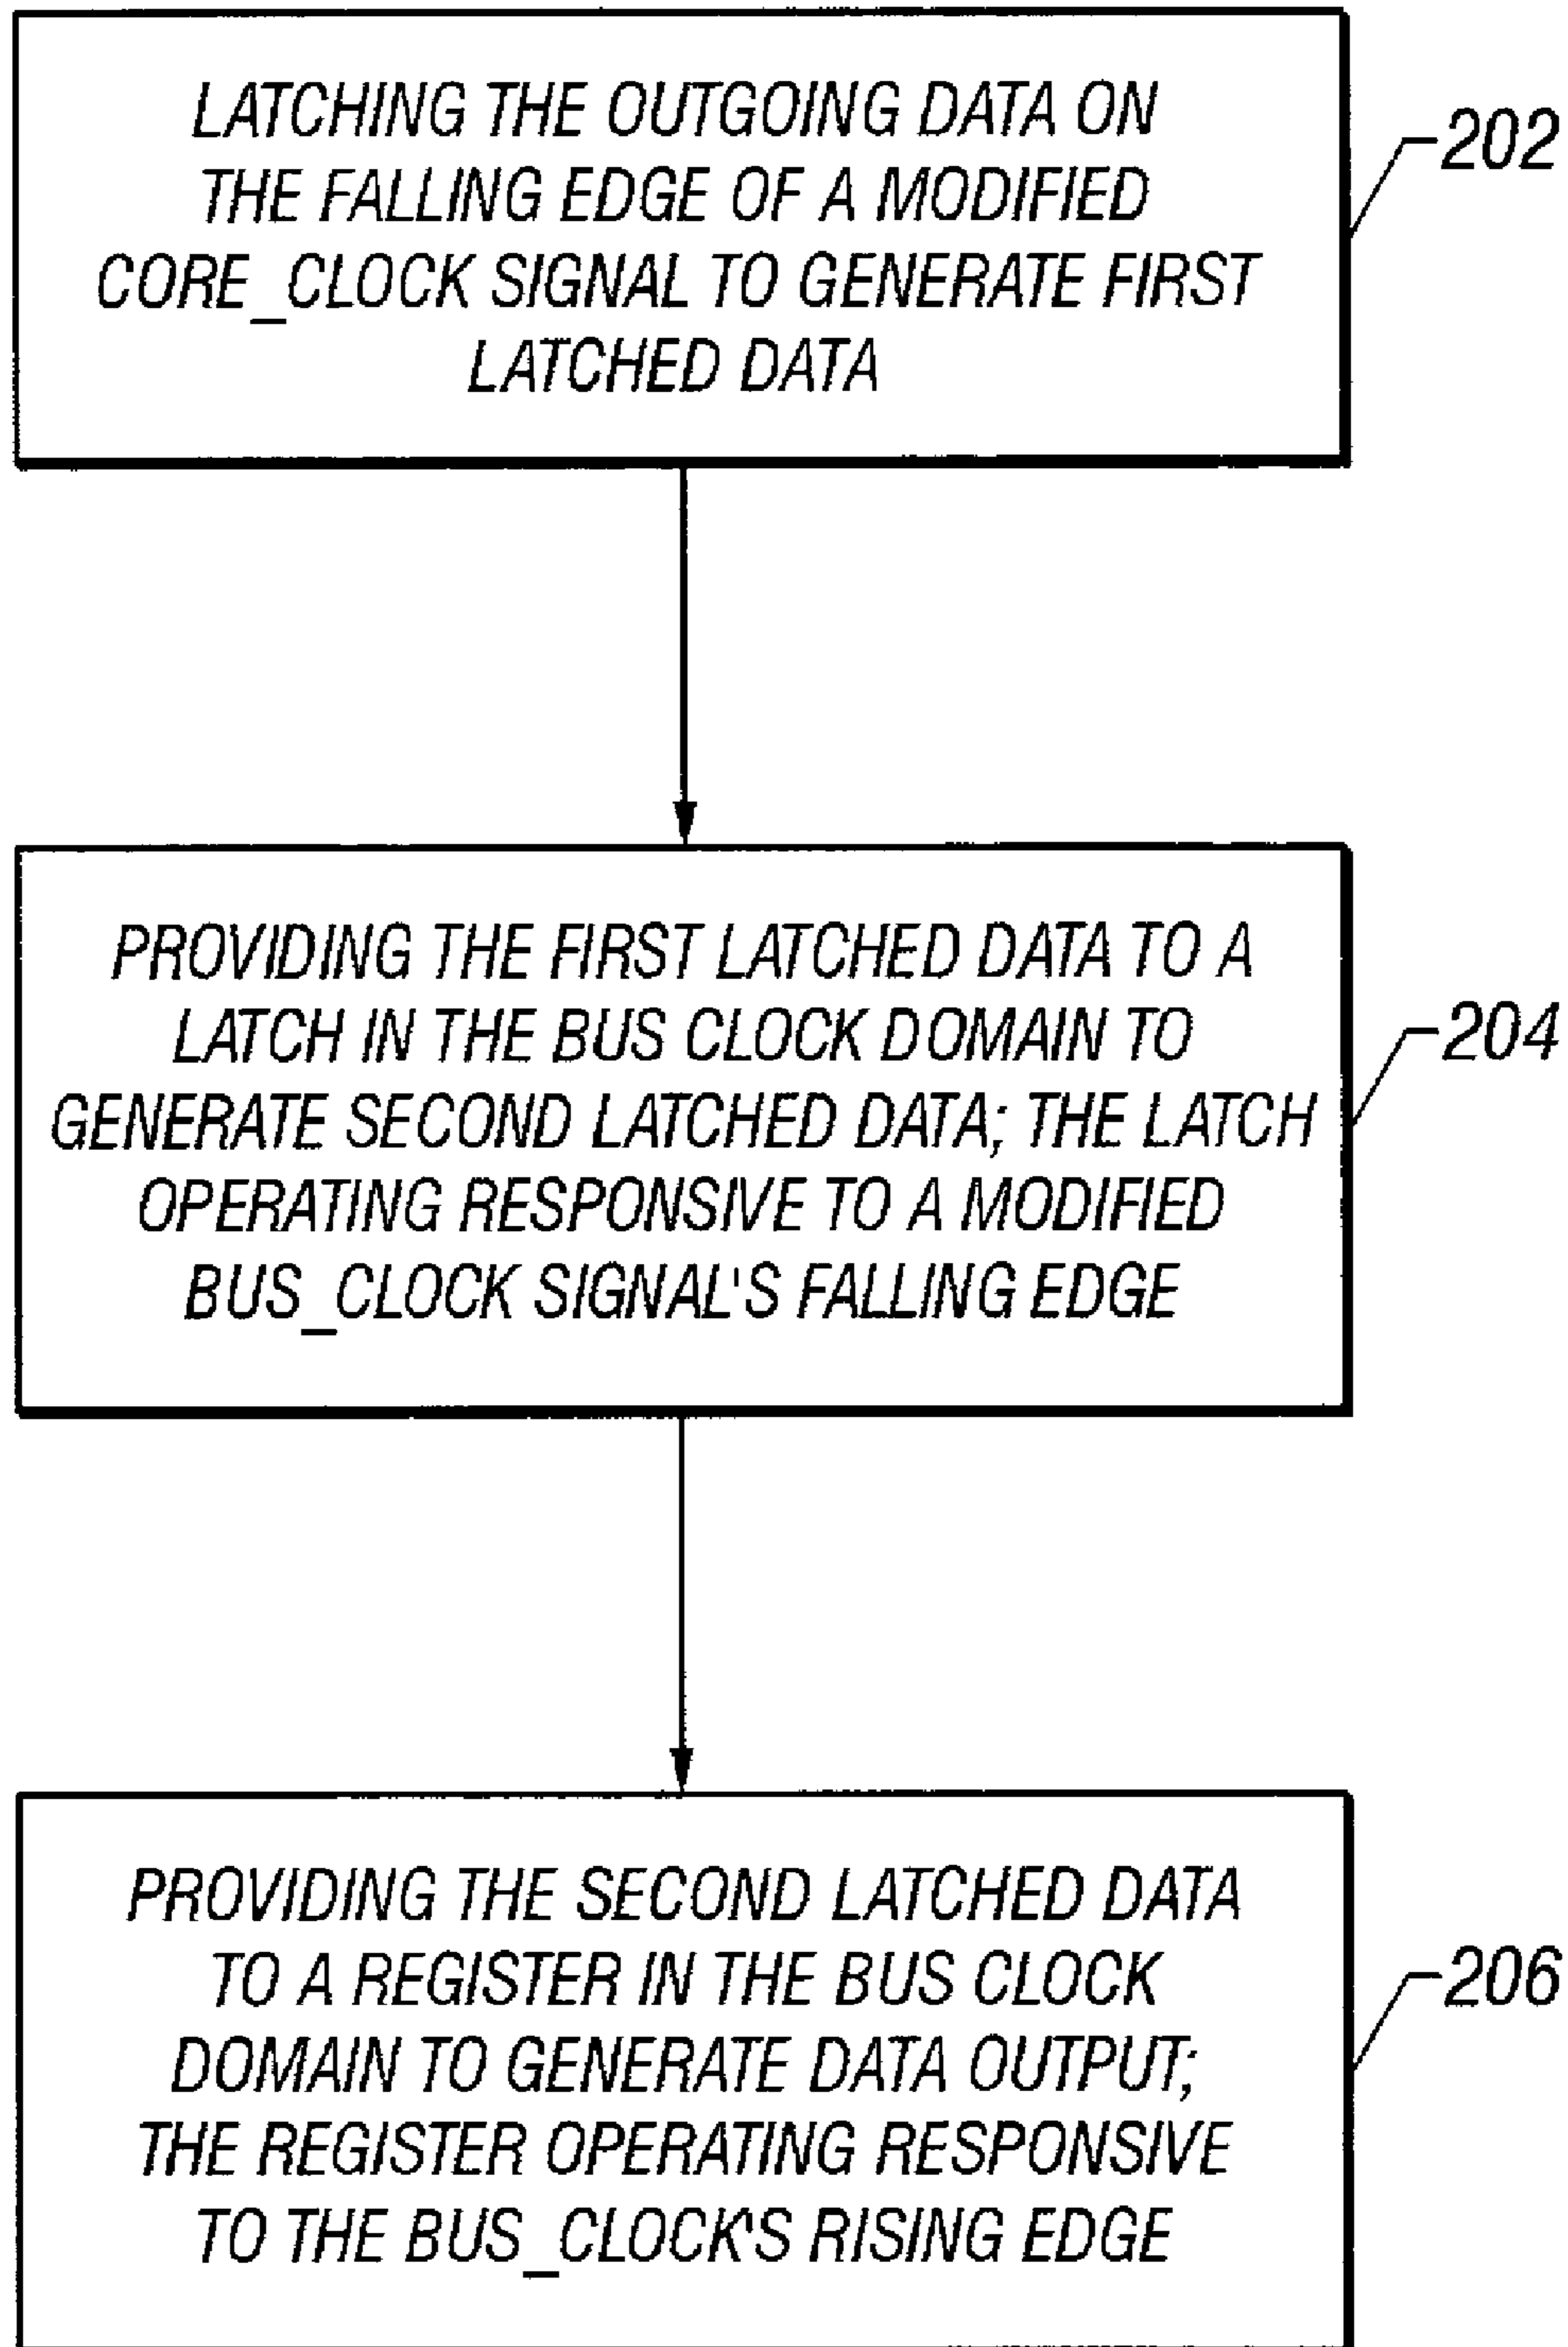 LATCHING THE OUTGOING DATA ON
THE FALLING EDGE OF A MODIFIED
CORE_CLOCK SIGNAL TO GENERATE FIRST
LATCHED DATA
202
PROVIDING THE FIRST LATCHED DATA TO A
LATCH IN THE BUS CLOCK DOMAIN TO
GENERATE SECOND LATCHED DATA; THE LATCH
OPERATING RESPONSIVE TO A MODIFIED
BUS_CLOCK SIGNAL'S FALLING EDGE
204
PROVIDING THE SECOND LATCHED DATA
TO A REGISTER IN THE BUS CLOCK
DOMAIN TO GENERATE DATA OUTPUT;
THE REGISTER OPERATING RESPONSIVE
TO THE BUS_CLOCK'S RISING EDGE
206